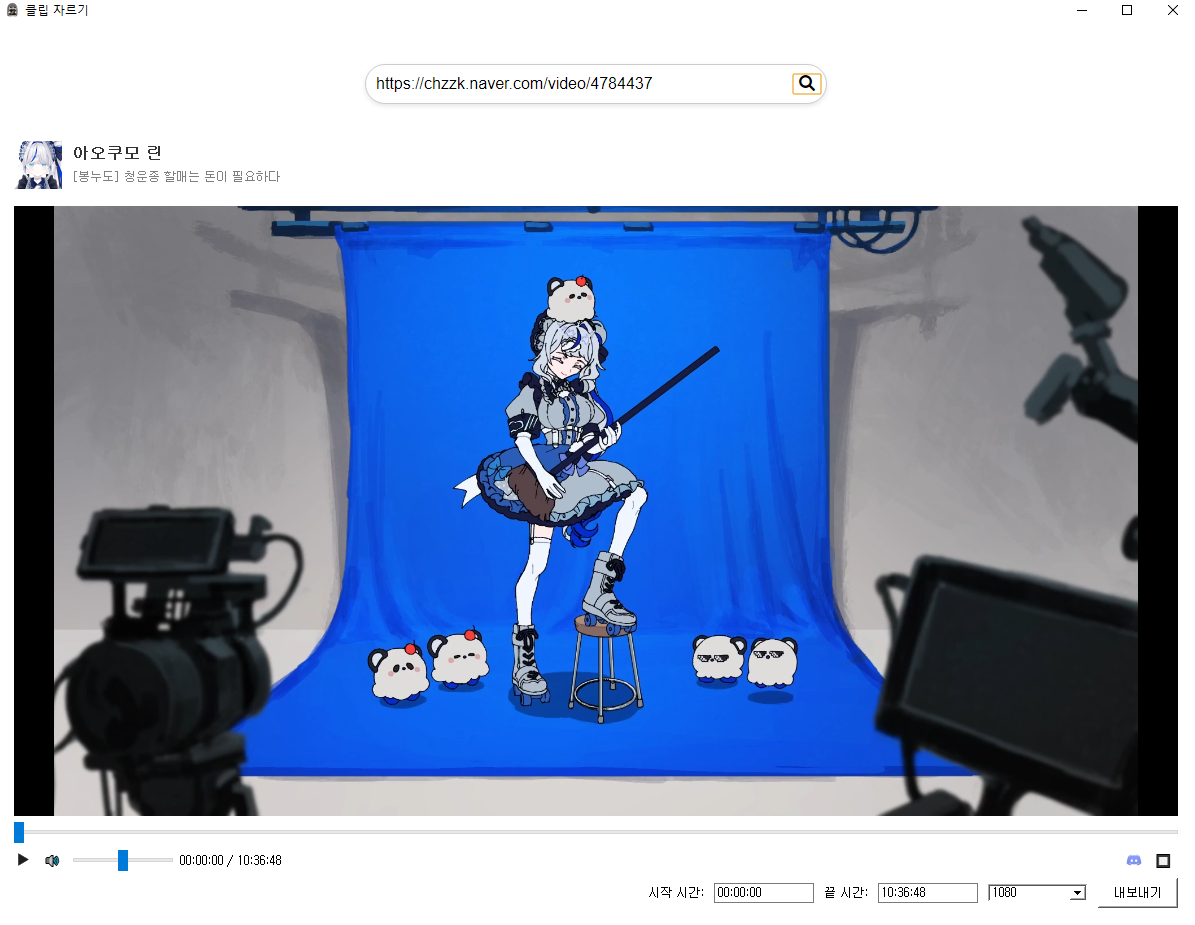 클립 자르기
https://chzzk.naver.com/video/4784437
아오쿠모 린
[봉누도] 청운종 할매는 돈이 필요하다
00:00:00 / 10:36:48
시작 시간: 00:00:00 끝 시간: 10:36:48 1080 내보내기